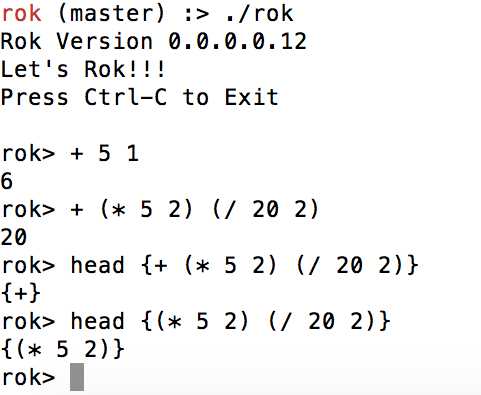 rok (master) :> ./rok
Rok Version 0.0.0.0.12
Let's Rok!!!
Press Ctrl-C to Exit
rok> + 5 1
6
rok> + (* 5 2) (/ 20 2)
20
rok> head {+ (* 5 2) (/ 20 2)}
{+}
rok> head {(* 5 2) (/ 20 2)}
{(* 5 2)}
rok>